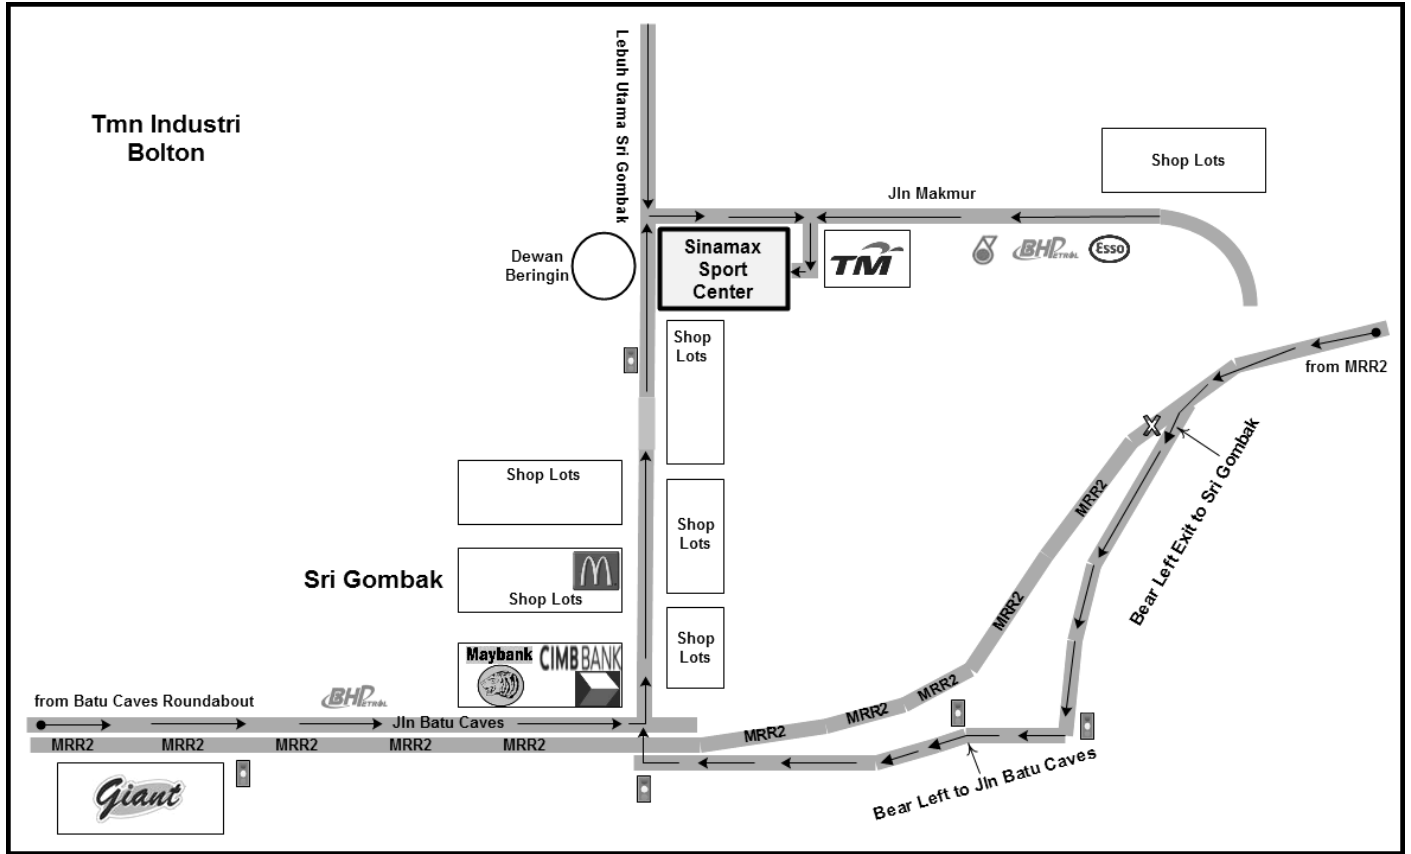 Lebuh Utama Sri Gombak
Tmn Industri
Bolton
Shop Lots
Jln Makmur
Dewan
Beringin
Sinamax
Sport
Center
TM
BHPetrol
Esso
Shop
Lots
from MRR2
X
Bear Left Exit to Sri Gombak
MRR2
Shop Lots
Shop
Lots
Sri Gombak
Shop Lots
MRR2
Shop
Lots
Maybank
CIMB BANK
from Batu Caves Roundabout
BHPetrol
MRR2
MRR2
Jln Batu Caves
MRR2
MRR2
MRR2
MRR2
MRR2
MRR2
Bear Left to Jln Batu Caves
Giant